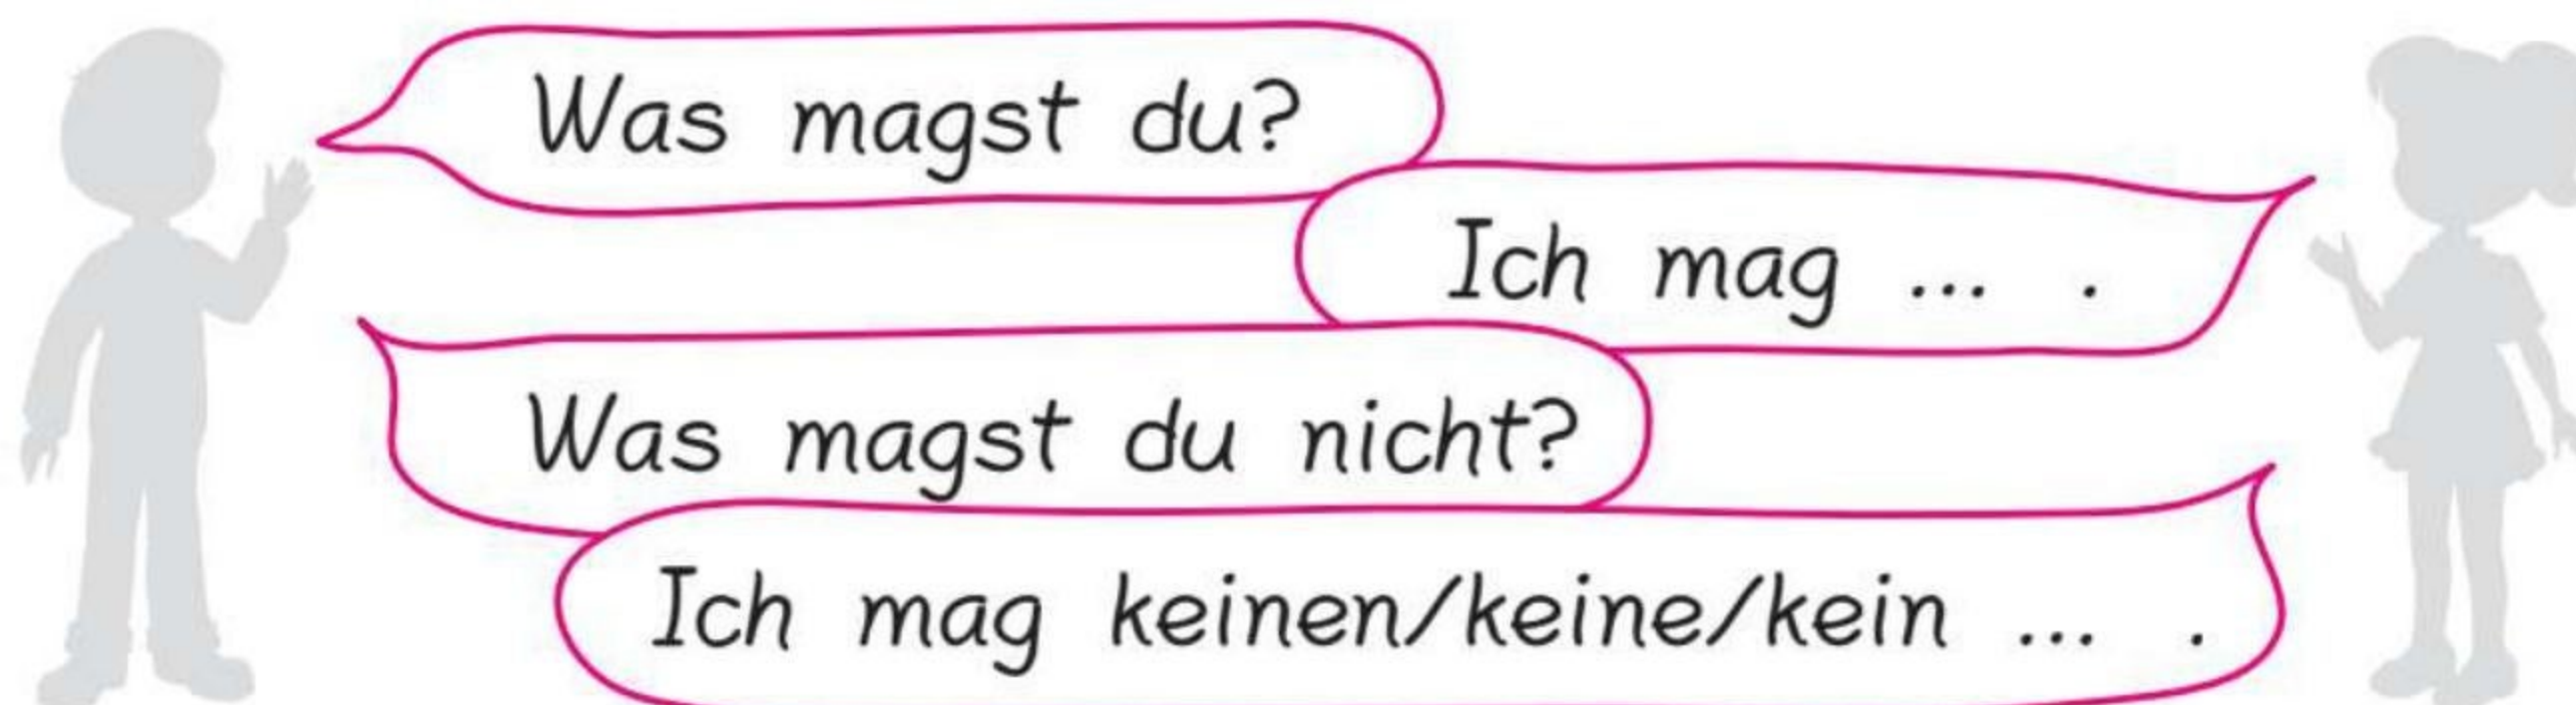 Was magst du?
Ich mag ... .
Was magst du nicht?
Ich mag keinen/keine/kein ... .